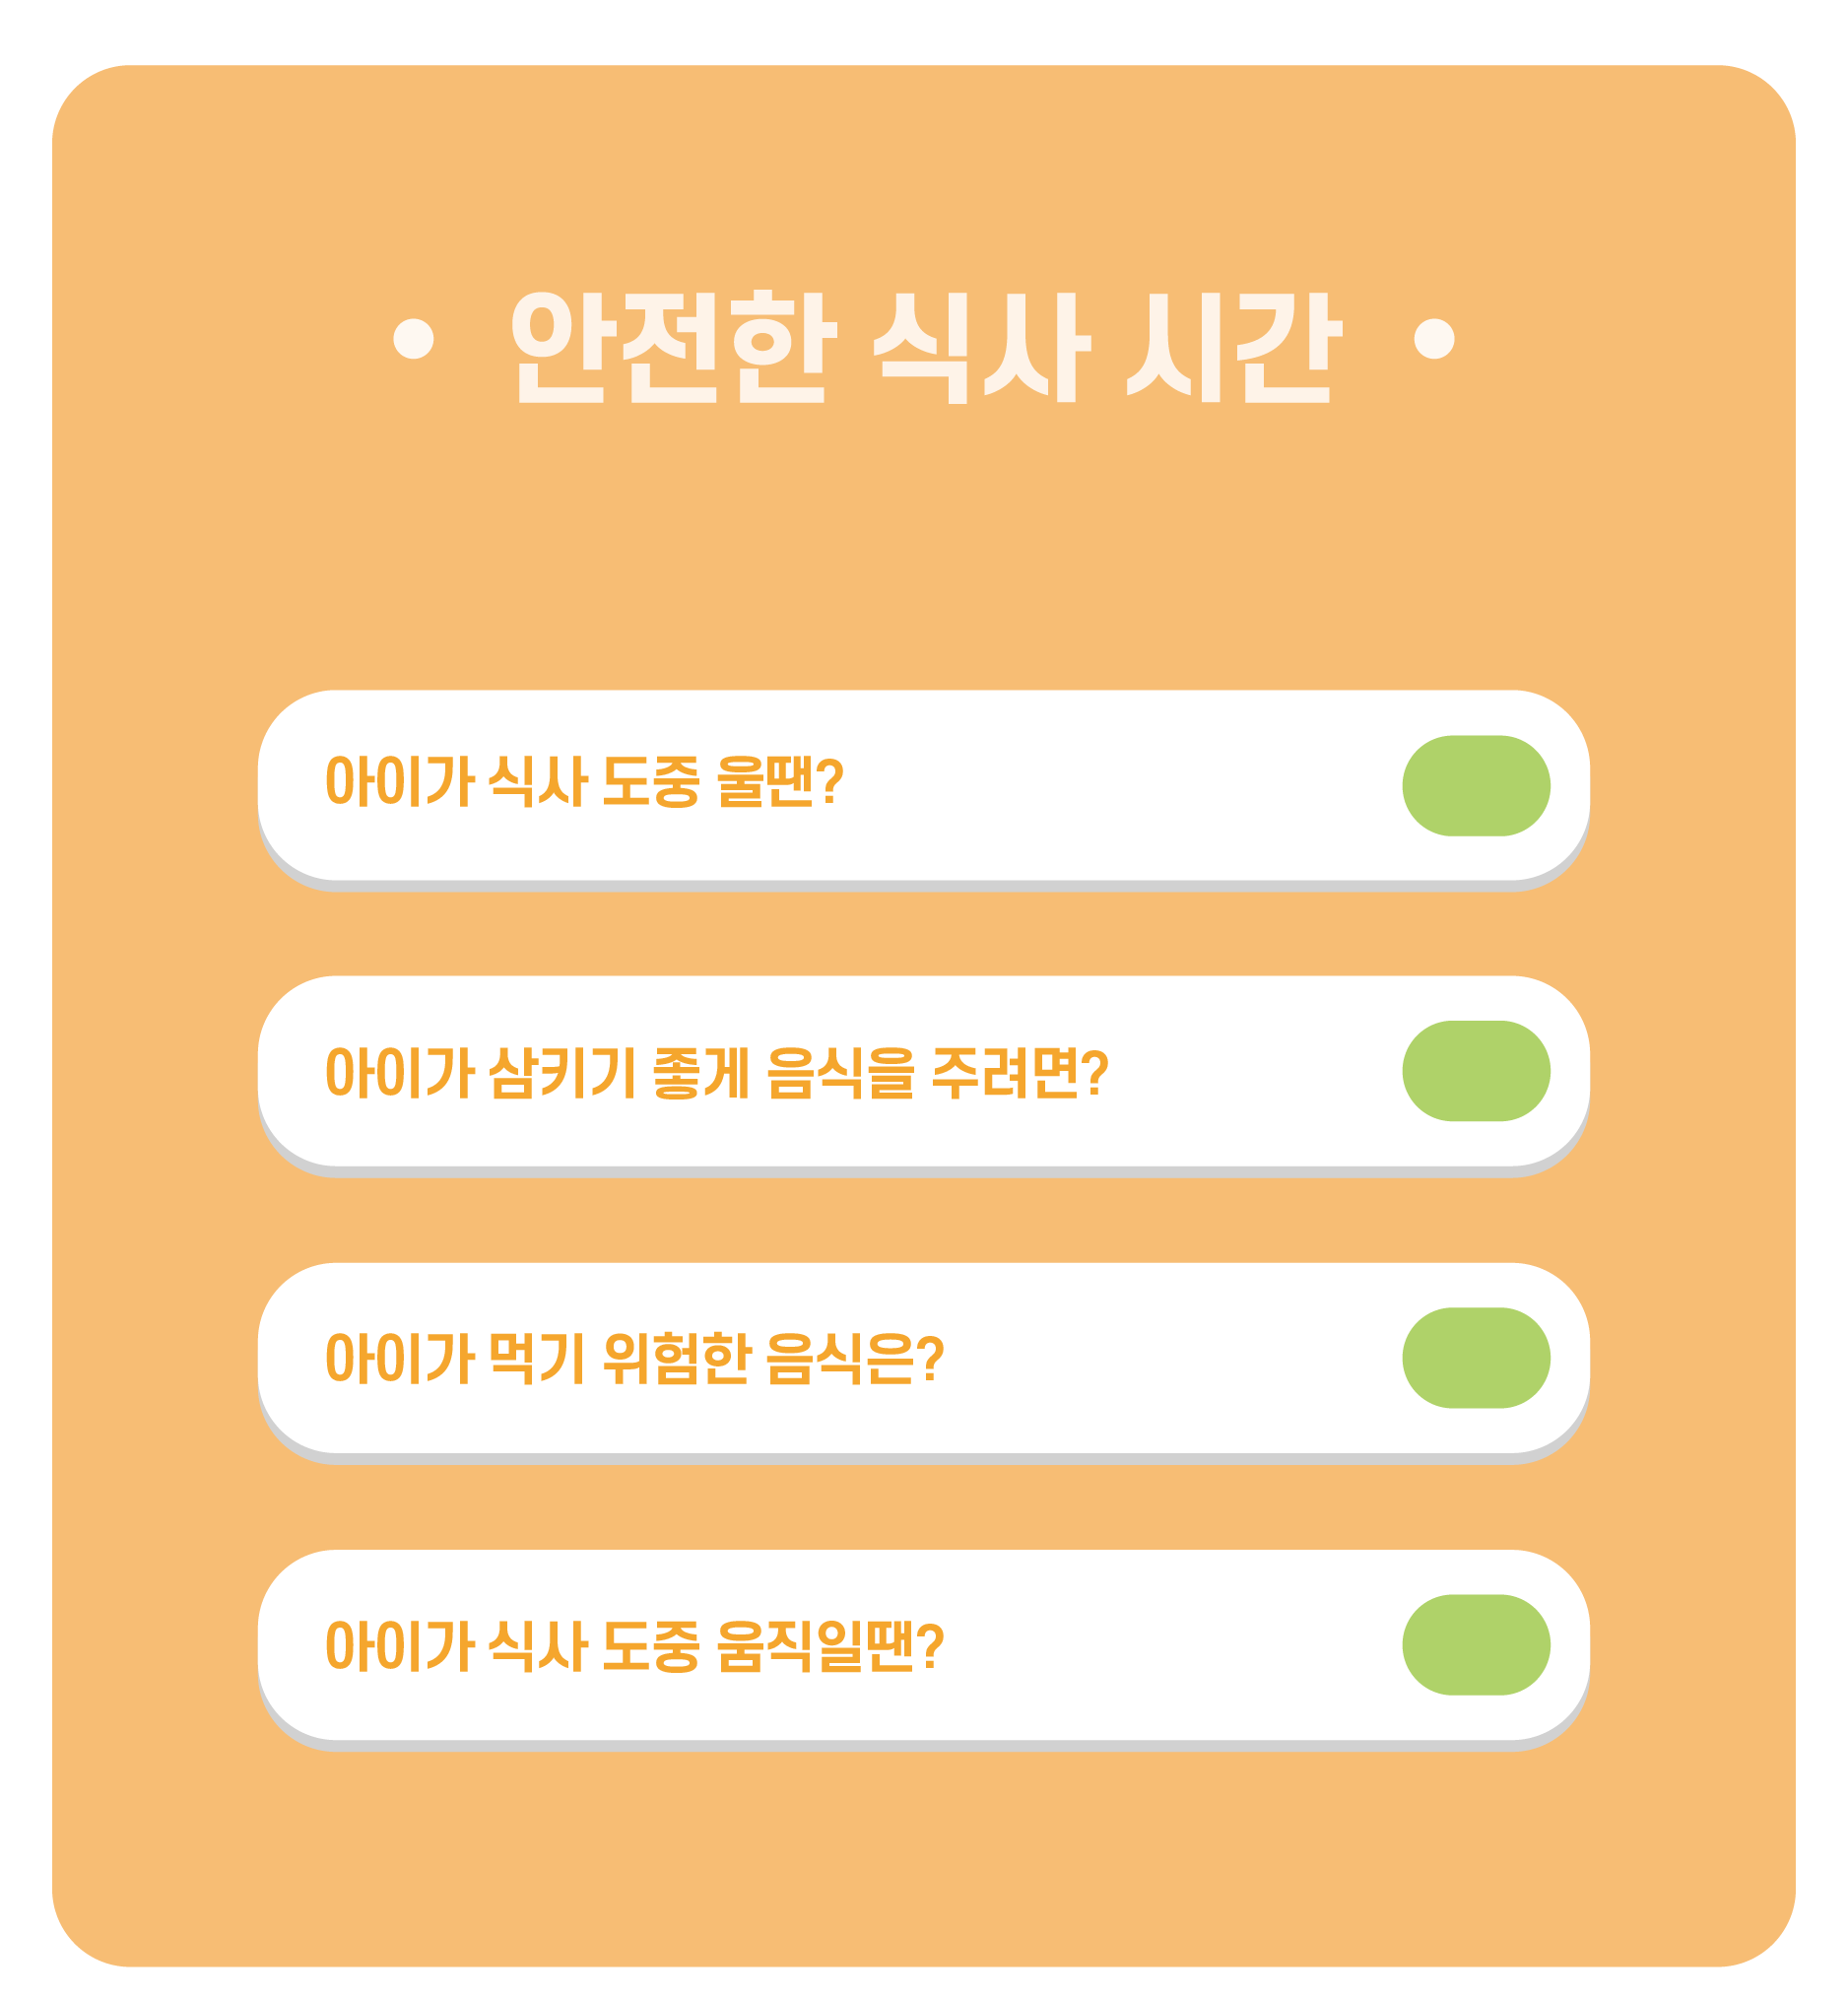 • 안전한 식사 시간 •
아이가 식사 도중 울땐?
아이가 삼키기 좋게 음식을 주려면?
아이가 먹기 위험한 음식은?
아이가 식사 도중 움직일땐?